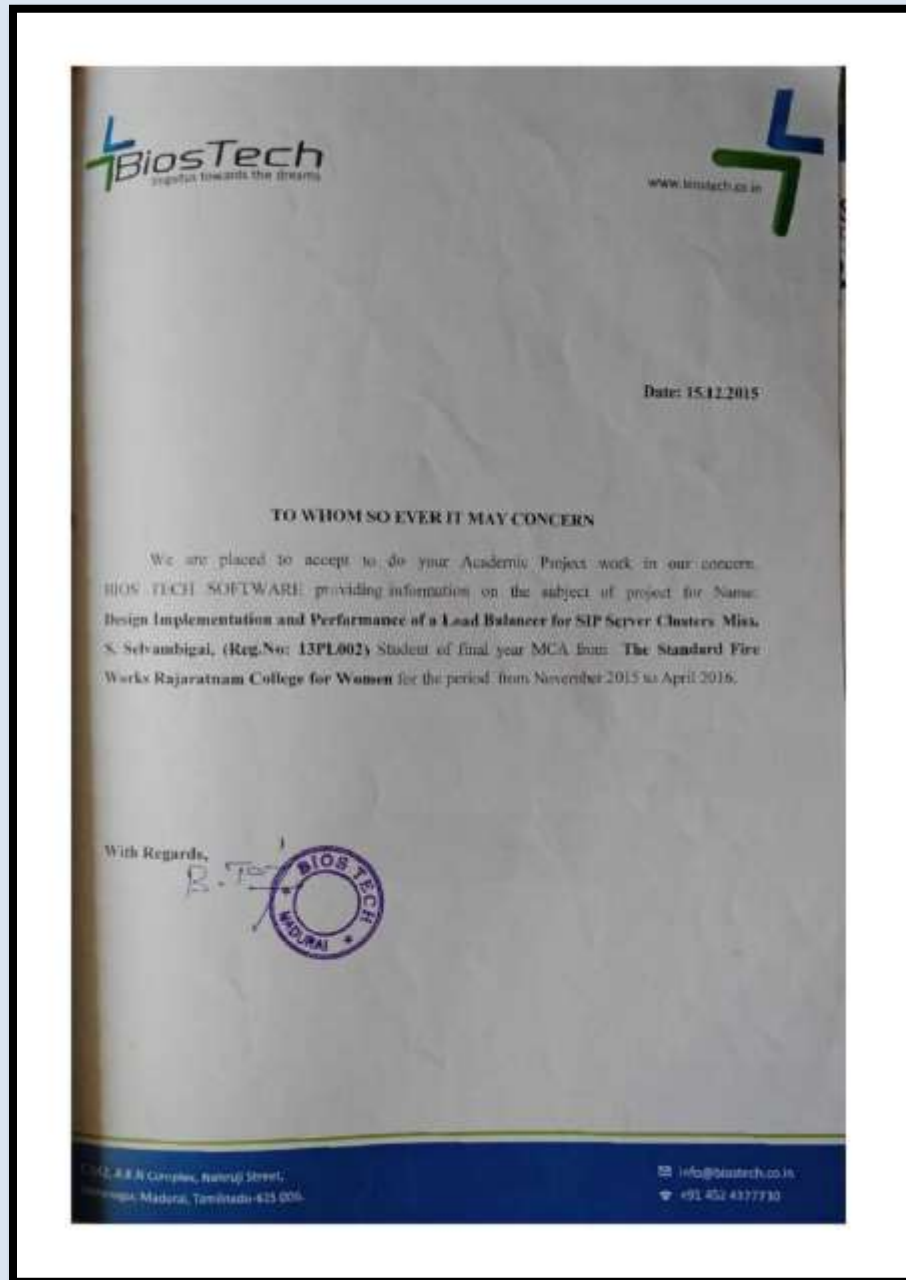 BiosTech
towards the dreams
www.biostech.co.in
Date: 15.12.2015
TO WHOM SO EVER IT MAY CONCERN
We are placed to accept to do your Academic Project work in our concern.
BIOS TECH SOFTWARE providing information on the subject of project for Name:
Design Implementation and Performance of a Load Balancer for SIP Server Clusters Miss.
S. Selvambigai, (Reg.No: 13PL002) Student of final year MCA from The Standard Fire
Works Rajaratnam College for Women for the period from November 2015 to April 2016.
With Regards,
BIOS TECH
MADURAI
Complex, Nehruji Street,
Madurai, Tamilnadu-625
info@biostech.co.in
+91 452 4377730